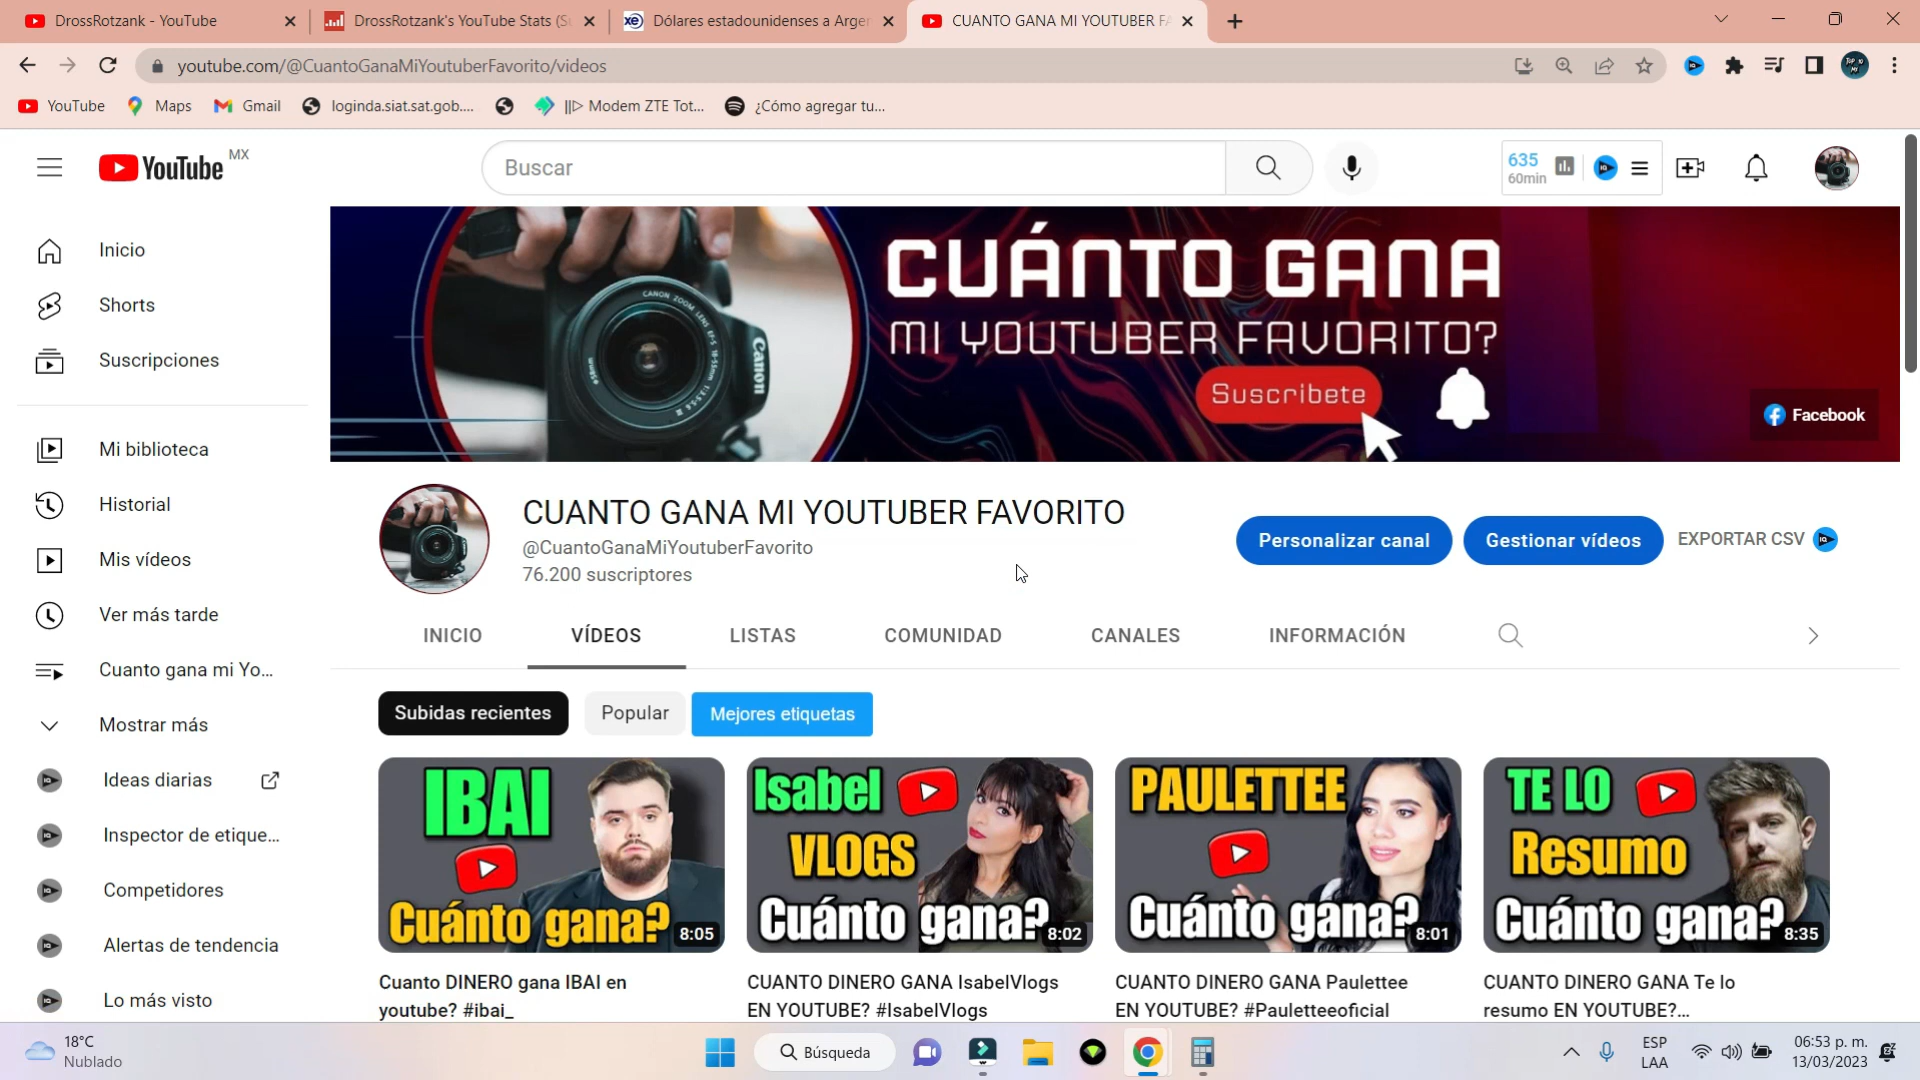 DrossRotzank - YouTube
DrossRotzank's YouTube Stats (S
Dólares estadounidenses a Arge
CUANTO GANA MI YOUTUBER F
youtube.com/@CuantoGanaMiYoutuberFavorito/videos
YouTube
Maps
Gmail
loginda.siat.sat.gob....
||▷ Modem ZTE Tot...
¿Cómo agregar tu...
YouTube MX
Buscar
635
60min
Inicio
Shorts
Suscripciones
Mi biblioteca
Historial
Mis vídeos
Ver más tarde
Cuanto gana mi Yo...
Mostrar más
Ideas diarias
Inspector de etique...
Competidores
Alertas de tendencia
Lo más visto
CUÁNTO GANA
MI YOUTUBER FAVORITO?
Suscribete
Facebook
CANON ZOOM LENS EF-S 18-55mm
Canon
CUANTO GANA MI YOUTUBER FAVORITO
@CuantoGanaMiYoutuberFavorito
76.200 suscriptores
Personalizar canal
Gestionar vídeos
EXPORTAR CSV
INICIO
VÍDEOS
LISTAS
COMUNIDAD
CANALES
INFORMACIÓN
Subidas recientes
Popular
Mejores etiquetas
IBAI
Cuánto gana?
8:05
Cuanto DINERO gana IBAI en
youtube? #ibai_
Isabel
VLOGS
Cuánto gana?
8:02
CUANTO DINERO GANA IsabelVlogs
EN YOUTUBE? #IsabelVlogs
PAULETTEE
Cuánto gana?
8:01
CUANTO DINERO GANA Paulettee
EN YOUTUBE? #Pauletteeoficial
TE LO
Resumo
Cuánto gana?
8:35
CUANTO DINERO GANA Te lo
resumo EN YOUTUBE?...
18°C
Nublado
Búsqueda
ESP
LAA
06:53 p. m.
13/03/2023